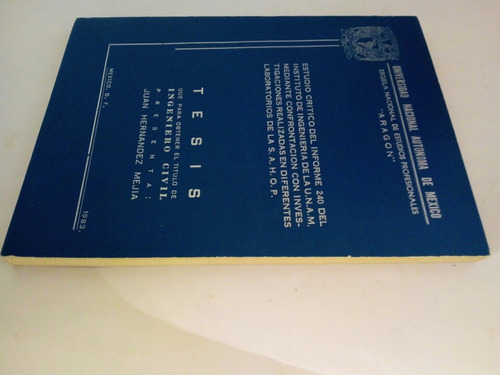 UNIVERSIDAD NACIONAL AUTONOMA DE MEXICO
ESCUELA NACIONAL DE ESTUDIOS PROFESIONALES
"ARAGON"
ESTUDIO CRITICO DEL INFORME 240 DEL
INSTITUTO DE INGENIERIA DE LA U.N.A.M.
MEDIANTE CONFRONTACION CON INVES-
TIGACIONES REALIZADAS EN DIFERENTES
LABORATORIOS DE LA S. A. H. O. P.
TESIS
QUE PARA OBTENER EL TITULO DE
INGENIERO CIVIL
PRESENTA:
JUAN HERNANDEZ MEJIA
MEXICO, D. F.
1983